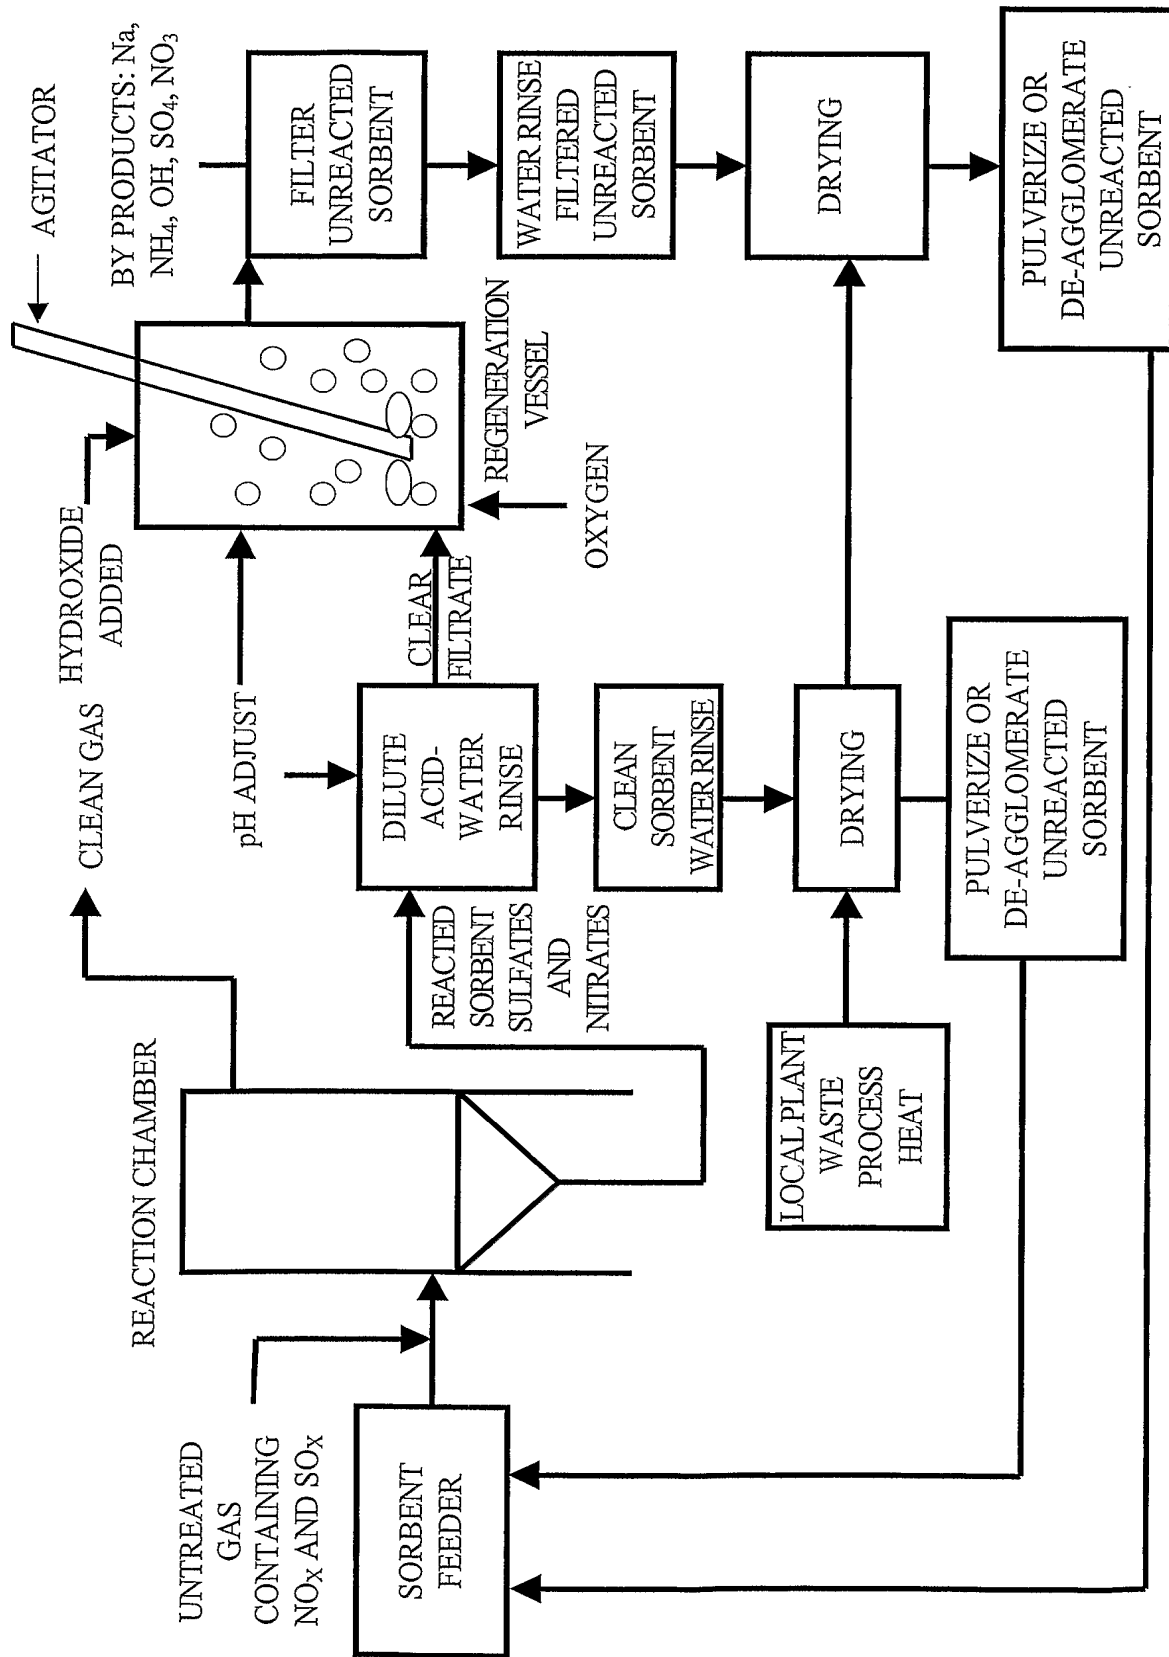 UNTREATED
GAS
CONTAINING
NOX AND SOX
SORBENT
FEEDER
REACTION CHAMBER
CLEAN GAS
REACTED
SORBENT
SULFATES
AND
NITRATES
LOCAL PLANT
WASTE
PROCESS
HEAT
HYDROXIDE
ADDED
pH ADJUST
DILUTE
ACID-
WATER
RINSE
CLEAR
FILTRATE
CLEAN
SORBENT
WATER RINSE
DRYING
PULVERIZE OR
DE-AGGLOMERATE
UNREACTED
SORBENT
AGITATOR
REGENERATION
VESSEL
OXYGEN
BY PRODUCTS: Na,
NH4, OH, SO4, NO3
FILTER
UNREACTED
SORBENT
WATER RINSE
FILTERED
UNREACTED
SORBENT
DRYING
PULVERIZE OR
DE-AGGLOMERATE
UNREACTED
SORBENT